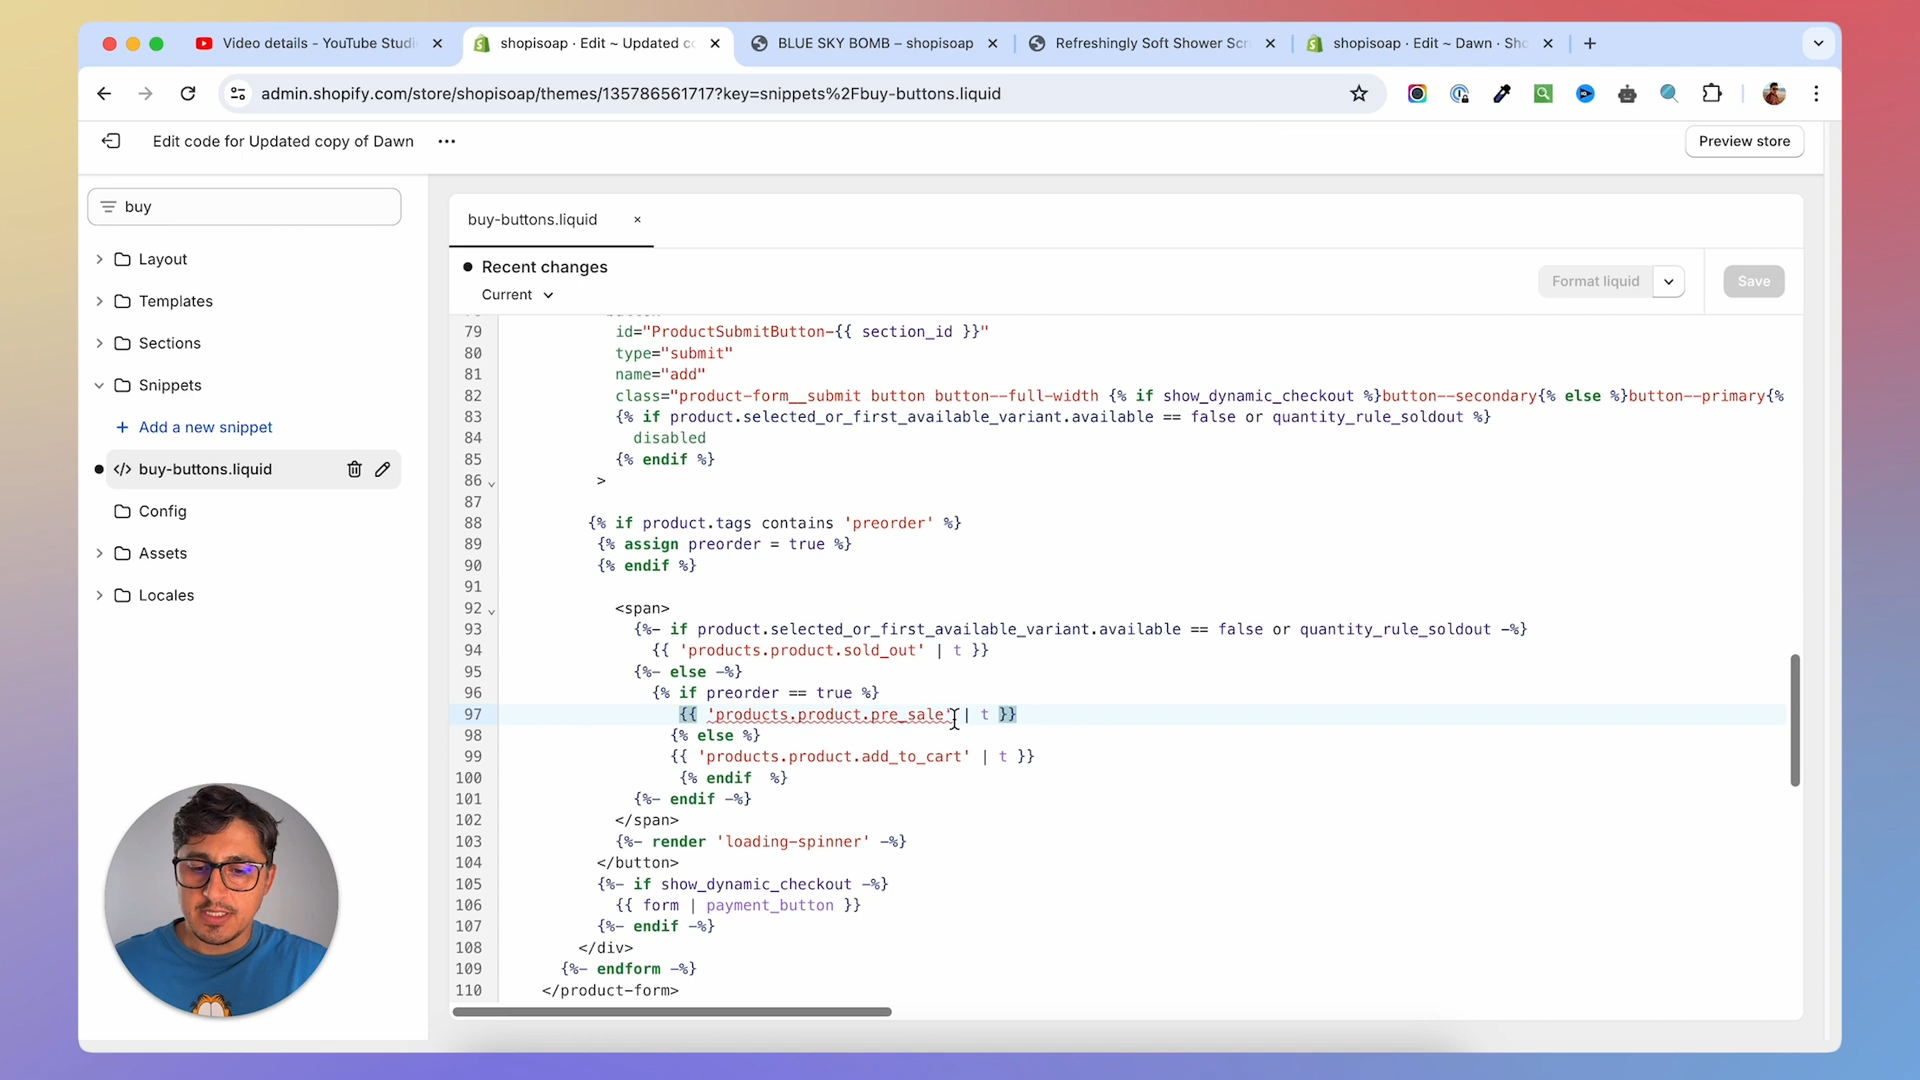 Video details - YouTube Studi
shopisoap · Edit ~ Updated co
BLUE SKY BOMB – shopisoap
Refreshingly Soft Shower Scr
shopisoap · Edit ~ Dawn · Sho
admin.shopify.com/store/shopisoap/themes/135786561717?key=snippets%2Fbuy-buttons.liquid
Edit code for Updated copy of Dawn
Preview store
buy
Layout
Templates
Sections
Snippets
Add a new snippet
buy-buttons.liquid
Config
Assets
Locales
buy-buttons.liquid
Recent changes
Current
Format liquid
Save
79 id="ProductSubmitButton-{{ section_id }}"
80 type="submit"
81 name="add"
82 class="product-form__submit button button--full-width {% if show_dynamic_checkout %}button--secondary{% else %}button--primary{%
83 {% if product.selected_or_first_available_variant.available == false or quantity_rule_soldout %}
84 disabled
85 {% endif %}
86 >
87
88 {% if product.tags contains 'preorder' %}
89 {% assign preorder = true %}
90 {% endif %}
91
92 <span>
93 {%- if product.selected_or_first_available_variant.available == false or quantity_rule_soldout -%}
94 {{ 'products.product.sold_out' | t }}
95 {%- else -%}
96 {% if preorder == true %}
97 {{ 'products.product.pre_sale' | t }}
98 {% else %}
99 {{ 'products.product.add_to_cart' | t }}
100 {% endif  %}
101 {%- endif -%}
102 </span>
103 {%- render 'loading-spinner' -%}
104 </button>
105 {%- if show_dynamic_checkout -%}
106 {{ form | payment_button }}
107 {%- endif -%}
108 </div>
109 {%- endform -%}
110 </product-form>